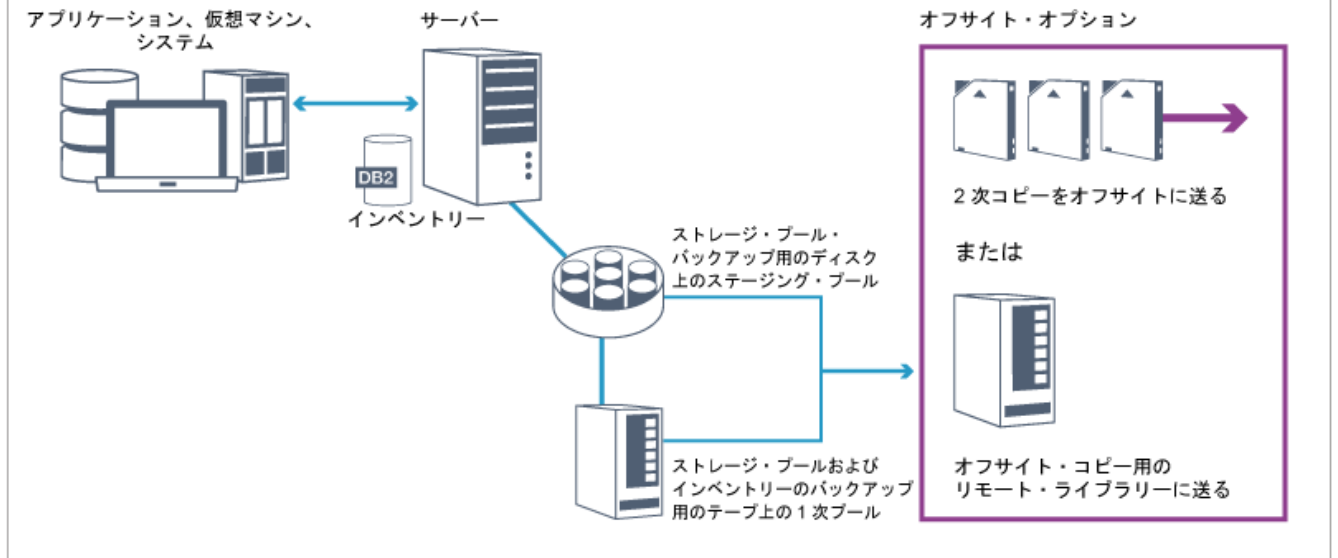 アプリケーション、仮想マシン、
システム
サーバー
DB2
インベントリー
ストレージ・プール・
バックアップ用のディスク
上のステージング・プール
ストレージ・プールおよび
インベントリーのバックアップ
用のテープ上の1次プール
オフサイト・オプション
2次コピーをオフサイトに送る
または
オフサイト・コピー用の
リモート・ライブラリーに送る